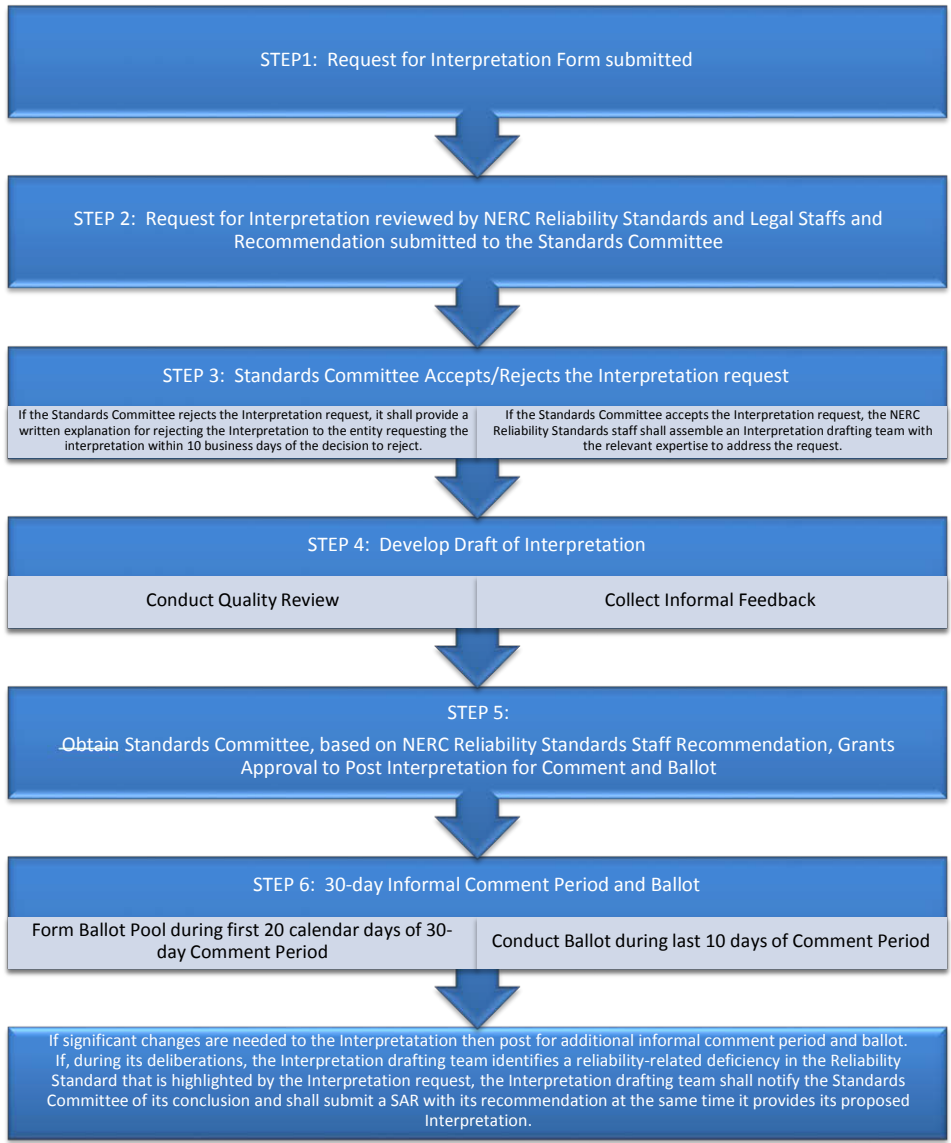 STEP1:  Request for Interpretation Form submitted
STEP 2:  Request for Interpretation reviewed by NERC Reliability Standards and Legal Staffs and
Recommendation submitted to the Standards Committee
STEP 3:  Standards Committee Accepts/Rejects the Interpretation request
If the Standards Committee rejects the Interpretation request, it shall provide a
written explanation for rejecting the Interpretation to the entity requesting the
interpretation within 10 business days of the decision to reject.
If the Standards Committee accepts the Interpretation request, the NERC
Reliability Standards staff shall assemble an Interpretation drafting team with
the relevant expertise to address the request.
STEP 4:  Develop Draft of Interpretation
Conduct Quality Review
Collect Informal Feedback
STEP 5:
Obtain Standards Committee, based on NERC Reliability Standards Staff Recommendation, Grants
Approval to Post Interpretation for Comment and Ballot
STEP 6:  30-day Informal Comment Period and Ballot
Form Ballot Pool during first 20 calendar days of 30-
day Comment Period
Conduct Ballot during last 10 days of Comment Period
If significant changes are needed to the Interpretatation then post for additional informal comment period and ballot.
If, during its deliberations, the Interpretation drafting team identifies a reliability-related deficiency in the Reliability
Standard that is highlighted by the Interpretation request, the Interpretation drafting team shall notify the Standards
Committee of its conclusion and shall submit a SAR with its recommendation at the same time it provides its proposed
Interpretation.